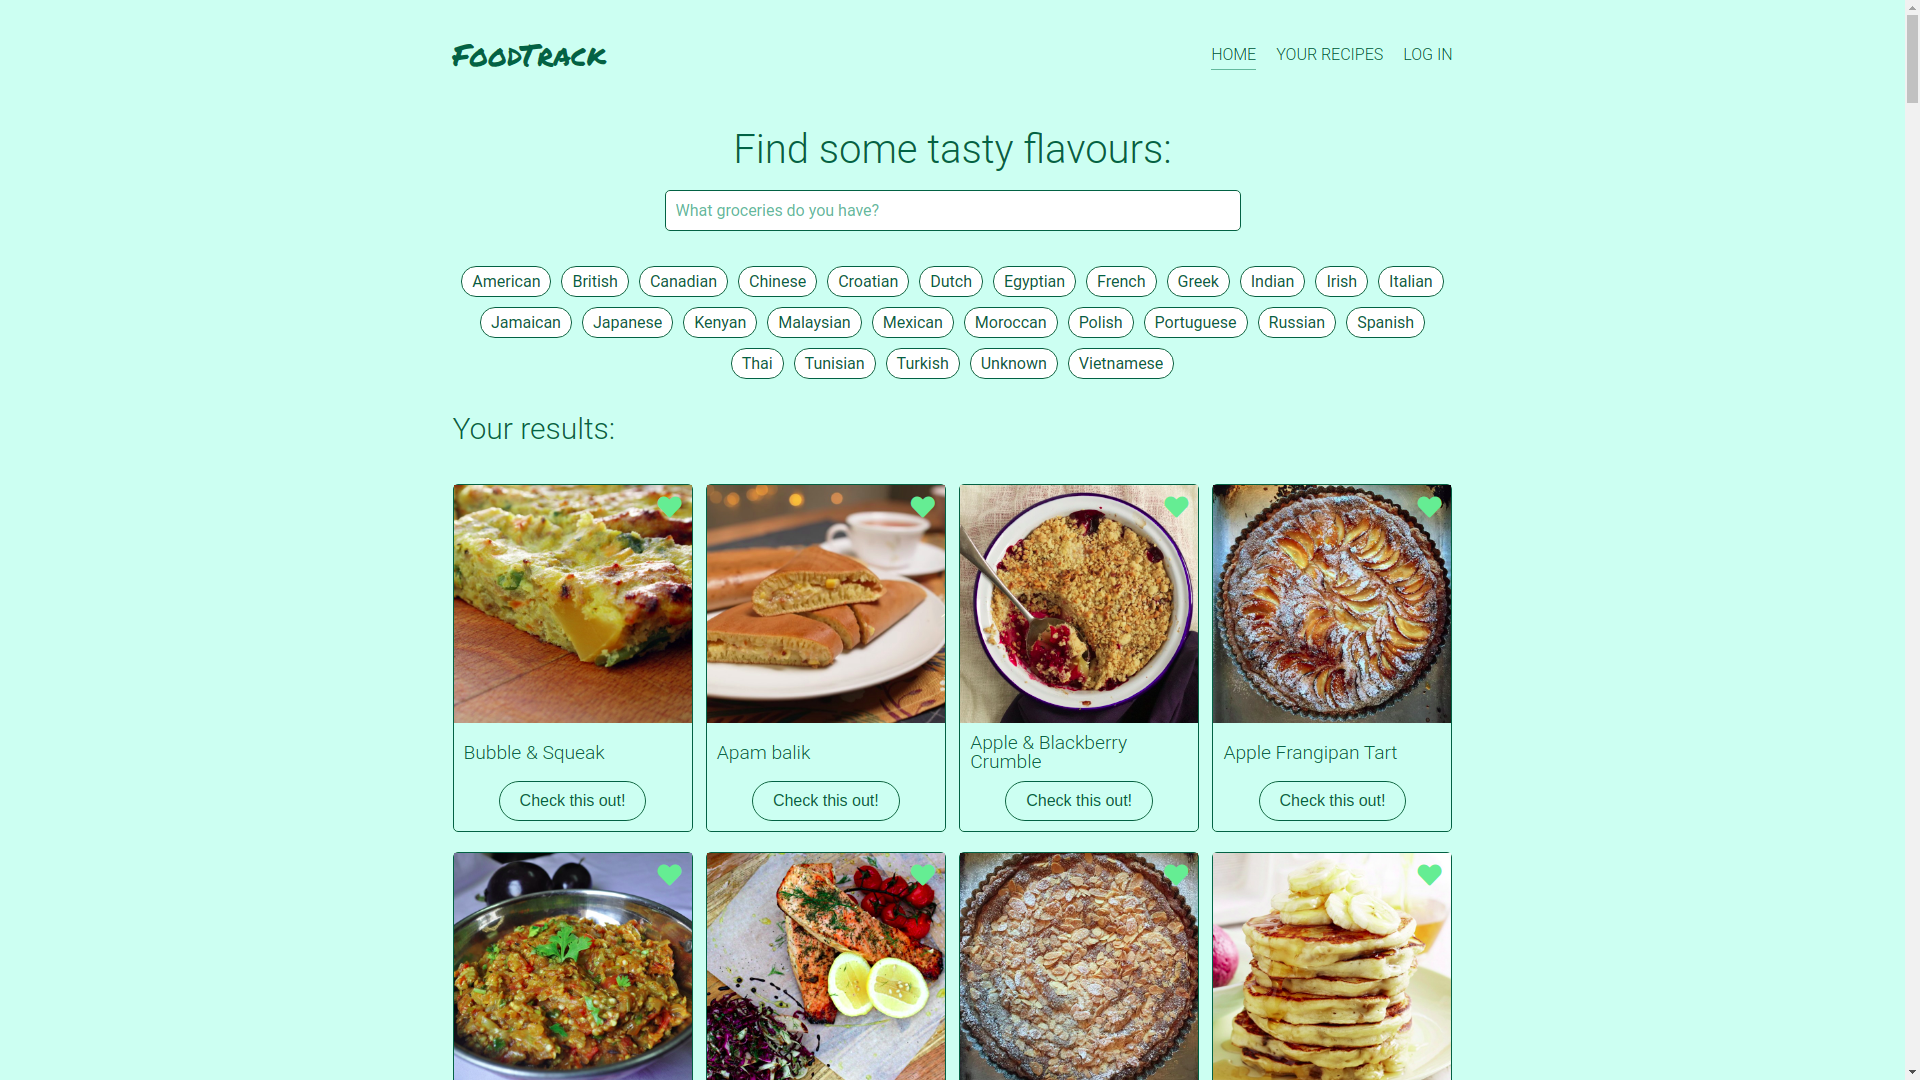 FoodTrack
HOME YOUR RECIPES LOG IN
Find some tasty flavours:
What groceries do you have?
American British Canadian Chinese Croatian Dutch Egyptian French Greek Indian Irish Italian
Jamaican Japanese Kenyan Malaysian Mexican Moroccan Polish Portuguese Russian Spanish
Thai Tunisian Turkish Unknown Vietnamese
Your results:
Bubble & Squeak
Check this out!
Apam balik
Check this out!
Apple & Blackberry
Crumble
Check this out!
Apple Frangipan Tart
Check this out!